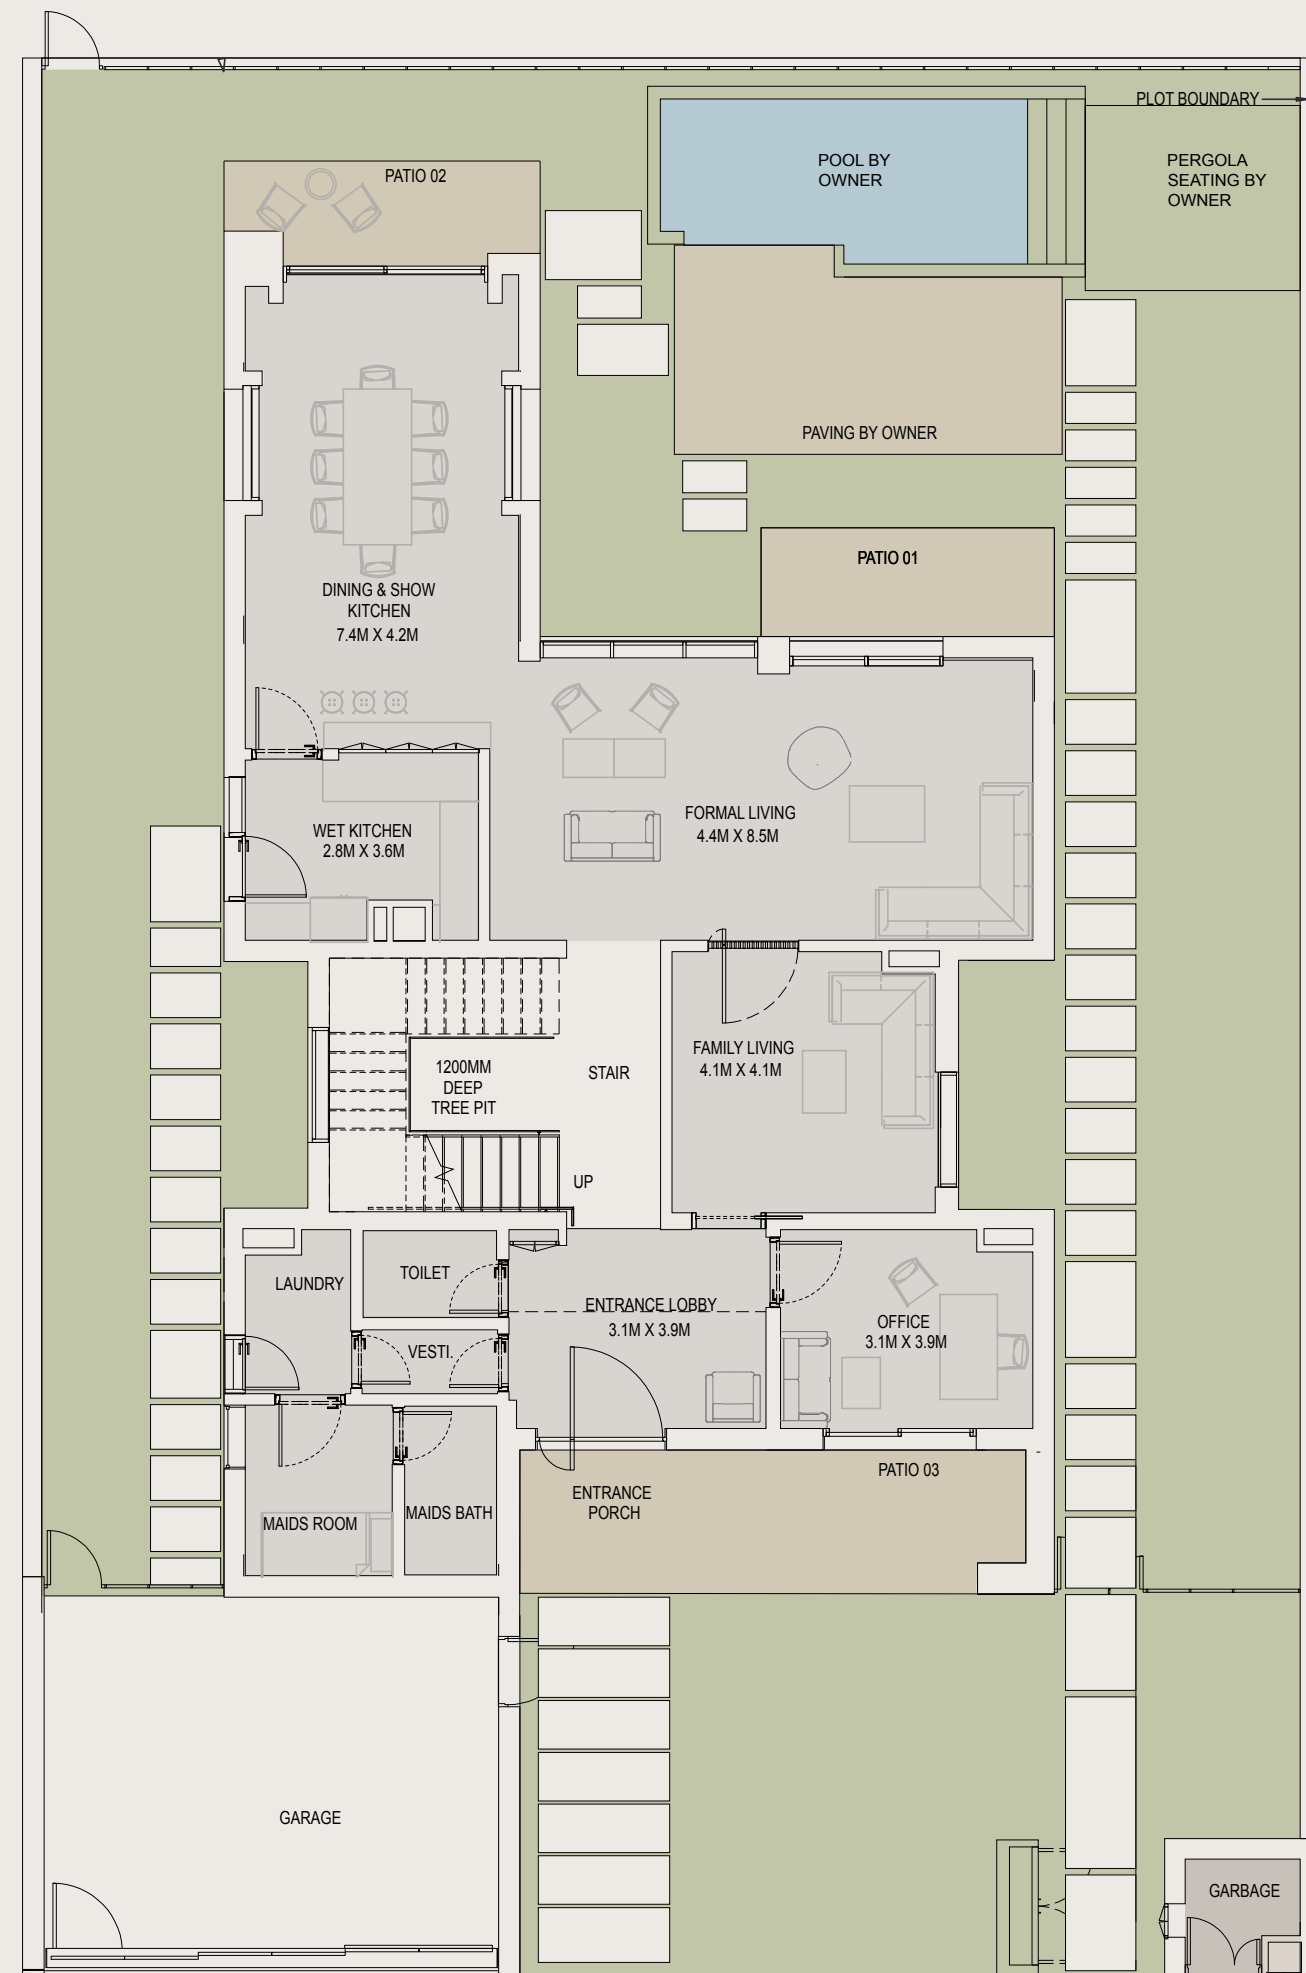 PLOT BOUNDARY
POOL BY
OWNER
PERGOLA
SEATING BY
OWNER
PATIO 02
PAVING BY OWNER
PATIO 01
DINING & SHOW
KITCHEN
7.4M X 4.2M
FORMAL LIVING
4.4M X 8.5M
WET KITCHEN
2.8M X 3.6M
FAMILY LIVING
4.1M X 4.1M
1200MM
DEEP
TREE PIT
STAIR
UP
LAUNDRY
TOILET
ENTRANCE LOBBY
3.1M X 3.9M
OFFICE
3.1M X 3.9M
VESTI.
PATIO 03
ENTRANCE
PORCH
MAIDS ROOM
MAIDS BATH
GARAGE
GARBAGE